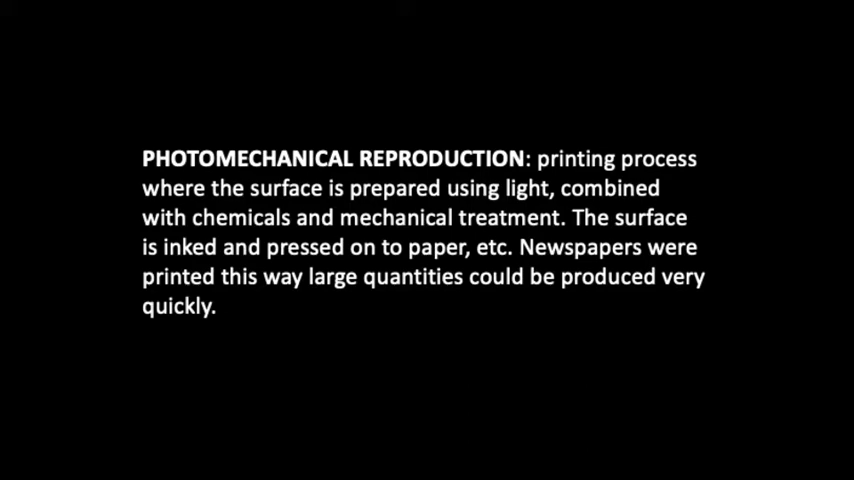 PHOTOMECHANICAL REPRODUCTION: printing process
where the surface is prepared using light, combined
with chemicals and mechanical treatment. The surface
is inked and pressed on to paper, etc. Newspapers were
printed this way large quantities could be produced very
quickly.